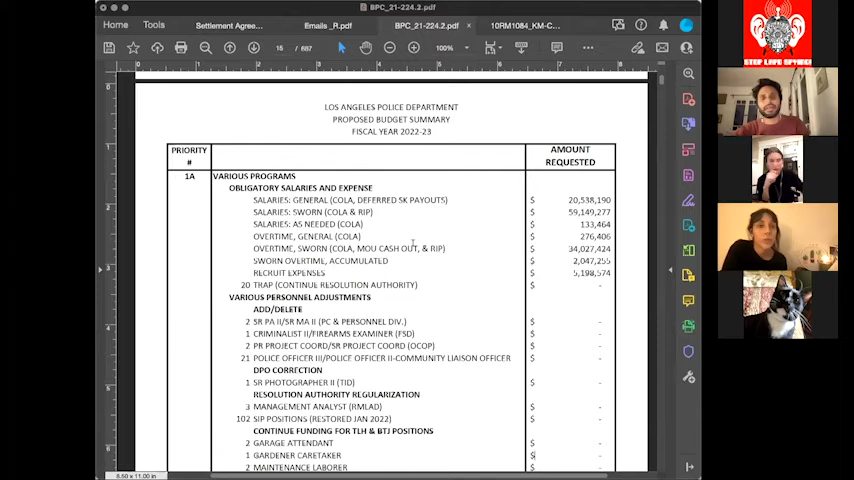 BPC_21-224.2.pdf
Home
Tools
Settlement Agree...
Emails _R.pdf
BPC_21-224.2.pdf ×
10RM1084_KM-C...
15 / 697
100%
LOS ANGELES POLICE DEPARTMENT
PROPOSED BUDGET SUMMARY
FISCAL YEAR 2022-23
PRIORITY # AMOUNT REQUESTED
1A VARIOUS PROGRAMS
OBLIGATORY SALARIES AND EXPENSE
SALARIES: GENERAL (COLA, DEFERRED SK PAYOUTS) $ 20,538,190
SALARIES: SWORN (COLA & RIP) $ 59,149,277
SALARIES: AS NEEDED (COLA) $ 133,464
OVERTIME, GENERAL (COLA) $ 276,406
OVERTIME, SWORN (COLA, MOU CASH OUT, & RIP) $ 34,027,424
SWORN OVERTIME, ACCUMULATED $ 2,047,255
RECRUIT EXPENSES $ 5,198,574
20 TRAP (CONTINUE RESOLUTION AUTHORITY) $ -
VARIOUS PERSONNEL ADJUSTMENTS
ADD/DELETE
2 SR PA II/SR MA II (PC & PERSONNEL DIV.) $ -
1 CRIMINALIST II/FIREARMS EXAMINER (FSD) $ -
2 PR PROJECT COORD/SR PROJECT COORD (OCOP) $ -
21 POLICE OFFICER III/POLICE OFFICER II-COMMUNITY LIAISON OFFICER $ -
DPO CORRECTION
1 SR PHOTOGRAPHER II (TID) $ -
RESOLUTION AUTHORITY REGULARIZATION
3 MANAGEMENT ANALYST (RMLAD) $ -
102 SIP POSITIONS (RESTORED JAN 2022) $ -
CONTINUE FUNDING FOR TLH & BTJ POSITIONS
2 GARAGE ATTENDANT $ -
1 GARDENER CARETAKER $ -
2 MAINTENANCE LABORER $ -
8.50 x 11.00 in
STOP LAPD SPYING!